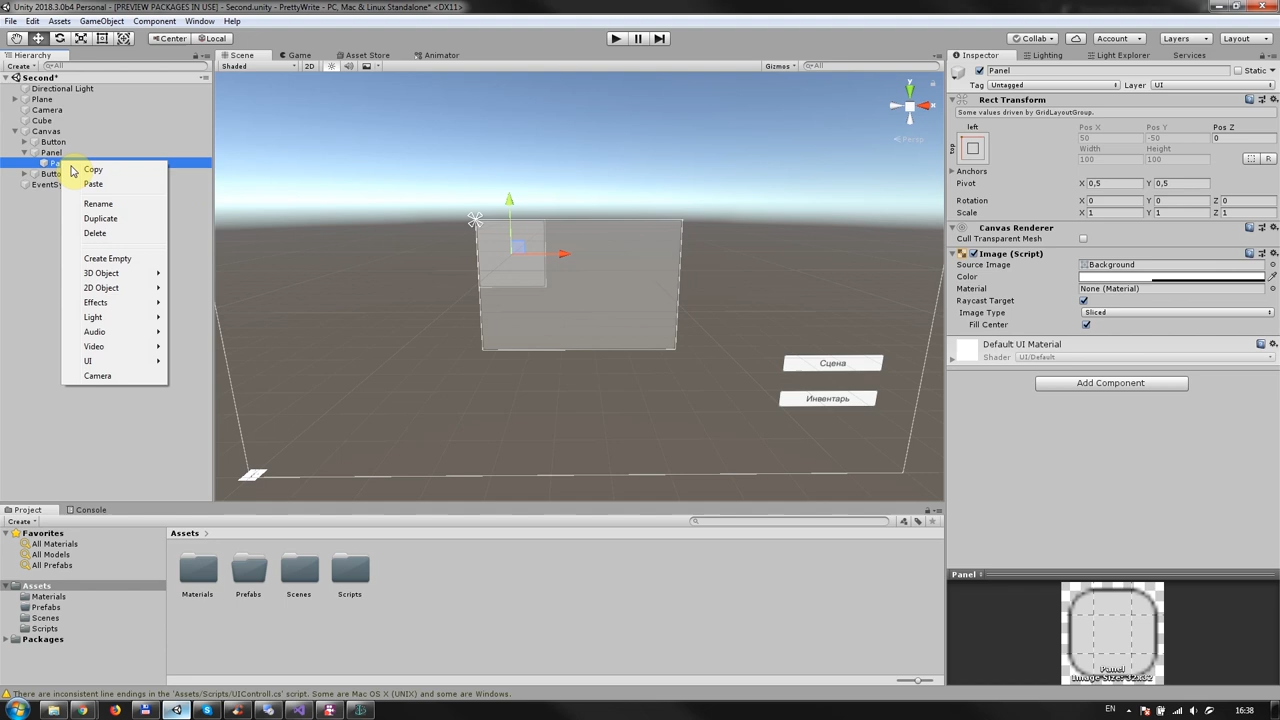 Unity 2018.3.0b4 Personal - [PREVIEW PACKAGES IN USE] - Second.unity - PrettyWrite - PC, Mac & Linux Standalone* <DX11>
File Edit Assets GameObject Component Window Help
Center Local
Collab Account Layers Layout
Hierarchy
Create All
Second*
Directional Light
Plane
Camera
Cube
Canvas
Button
Panel
Pa
Butto
EventSy
Copy
Paste
Rename
Duplicate
Delete
Create Empty
3D Object
2D Object
Effects
Light
Audio
Video
UI
Camera
Scene Game Asset Store Animator
Shaded 2D Gizmos All
y
x
Persp
Сцена
Инвентарь
Inspector Lighting Light Explorer Services
Panel Static
Tag Untagged Layer UI
Rect Transform
Some values driven by GridLayoutGroup.
left Pos X Pos Y Pos Z
top 50 -50 0
Width Height
100 100 R
Anchors
Pivot X 0,5 Y 0,5
Rotation X 0 Y 0 Z 0
Scale X 1 Y 1 Z 1
Canvas Renderer
Cull Transparent Mesh
Image (Script)
Source Image Background
Color
Material None (Material)
Raycast Target
Image Type Sliced
Fill Center
Default UI Material
Shader UI/Default
Add Component
Project Console
Create
Favorites
All Materials
All Models
All Prefabs
Assets
Materials
Prefabs
Scenes
Scripts
Packages
Assets
Materials Prefabs Scenes Scripts
Panel
Panel
Image Size: 32x32
There are inconsistent line endings in the 'Assets/Scripts/UIControll.cs' script. Some are Mac OS X (UNIX) and some are Windows.
EN 16:38